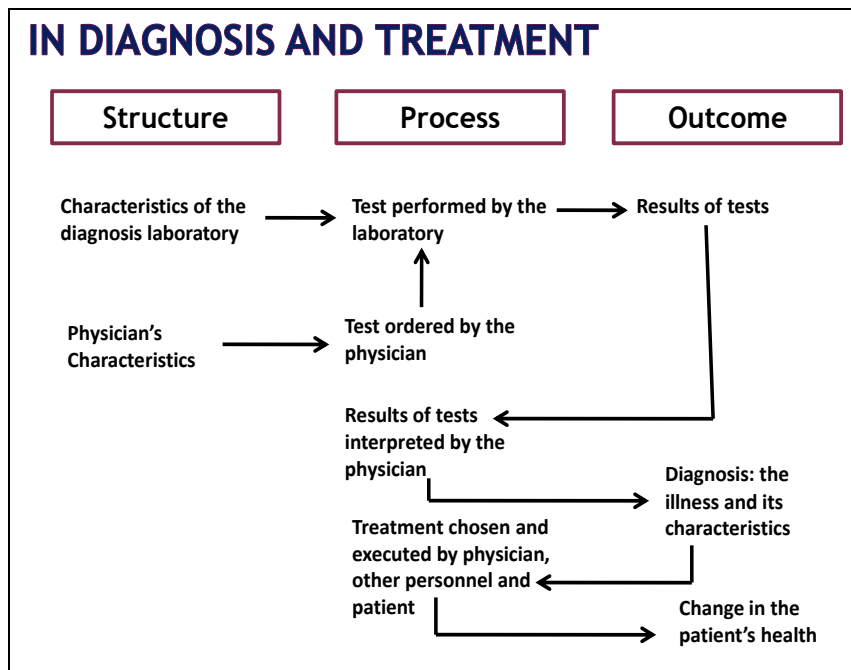 IN DIAGNOSIS AND TREATMENT
Structure
Process
Outcome
Characteristics of the
diagnosis laboratory
Test performed by the
laboratory
Results of tests
Physician's
Characteristics
Test ordered by the
physician
Results of tests
interpreted by the
physician
Diagnosis: the
illness and its
characteristics
Treatment chosen and
executed by physician,
other personnel and
patient
Change in the
patient's health